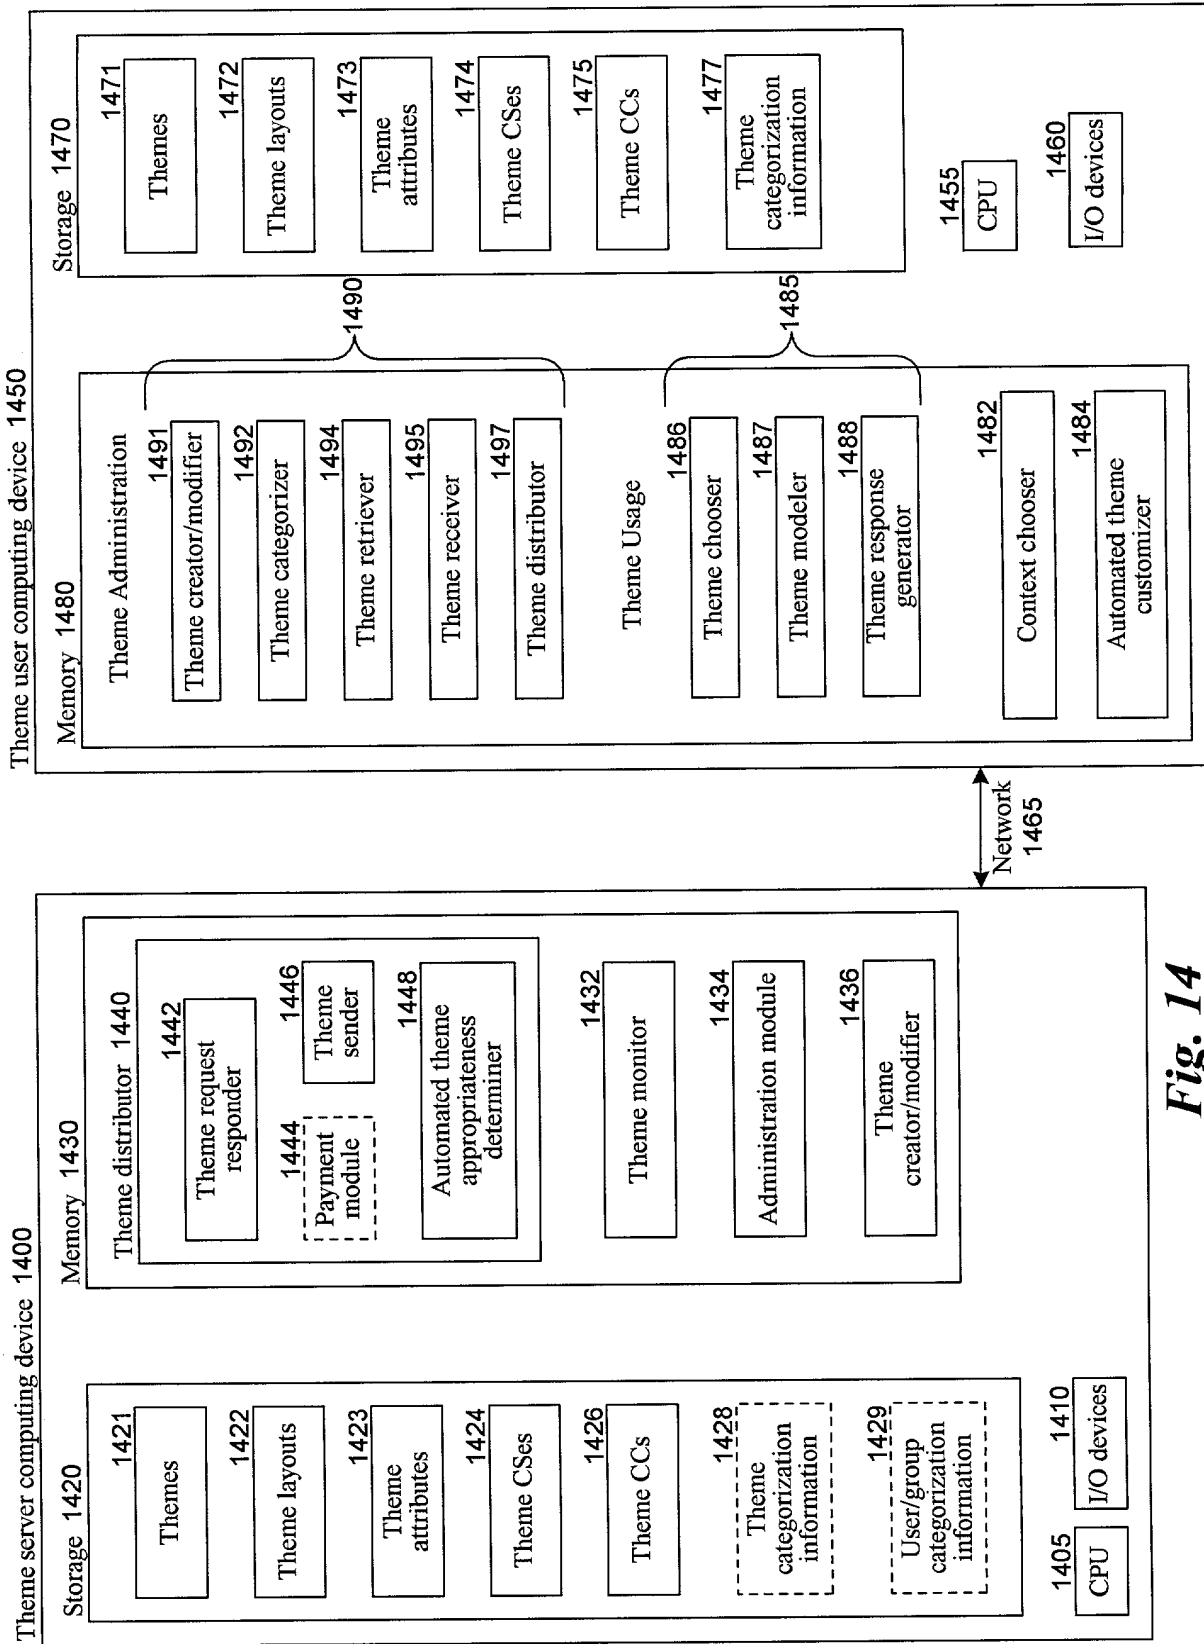 Theme server computing device 1400
Storage 1420
1421
Themes
1422
Theme layouts
1423
Theme
attributes
1424
Theme CSes
1426
Theme CCs
1428
Theme
categorization
information
1429
User/group
categorization
information
1405
CPU
1410
I/O devices
Memory 1430
Theme distributor 1440
1442
Theme request
responder
1444
Payment
module
1446
Theme
sender
1448
Automated theme
appropriateness
determiner
1432
Theme monitor
1434
Administration module
1436
Theme
creator/modifier
Network
1465
Theme user computing device 1450
Memory 1480
Theme Administration
1491
Theme creator/modifier
1492
Theme categorizer
1494
Theme retriever
1495
Theme receiver
1497
Theme distributor
1490
Theme Usage
1486
Theme chooser
1487
Theme modeler
1488
Theme response
generator
1485
1482
Context chooser
1484
Automated theme
customizer
Storage 1470
1471
Themes
1472
Theme layouts
1473
Theme
attributes
1474
Theme CSes
1475
Theme CCs
1477
Theme
categorization
information
1455
CPU
1460
I/O devices
Fig. 14